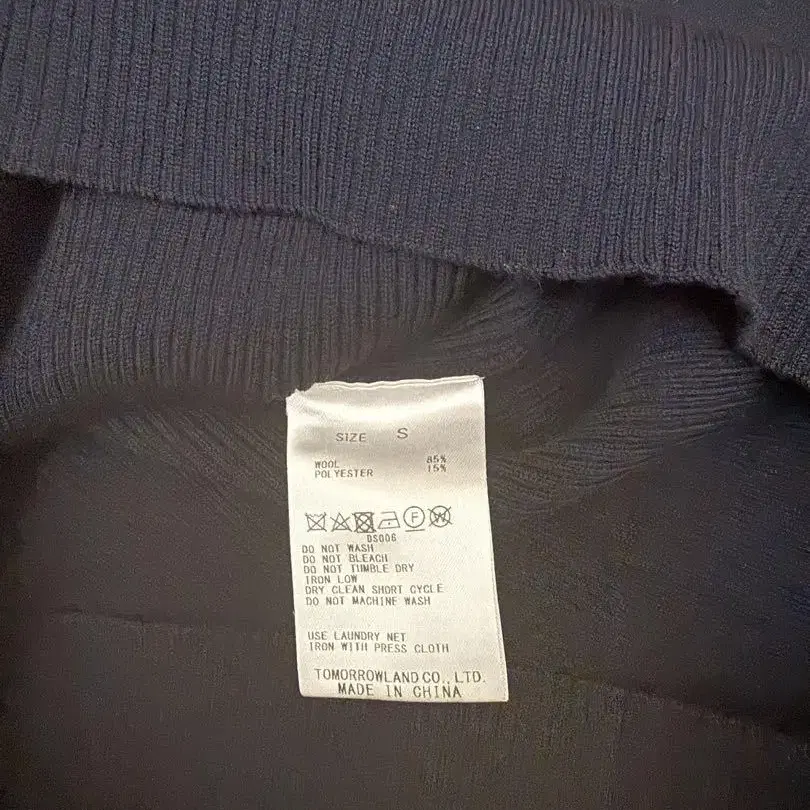 SIZE S
WOOL 85%
POLYESTER 15%
F W
DS006
DO NOT WASH
DO NOT BLEACH
DO NOT TUMBLE DRY
IRON LOW
DRY CLEAN SHORT CYCLE
DO NOT MACHINE WASH
USE LAUNDRY NET
IRON WITH PRESS CLOTH
TOMORROWLAND CO., LTD.
MADE IN CHINA